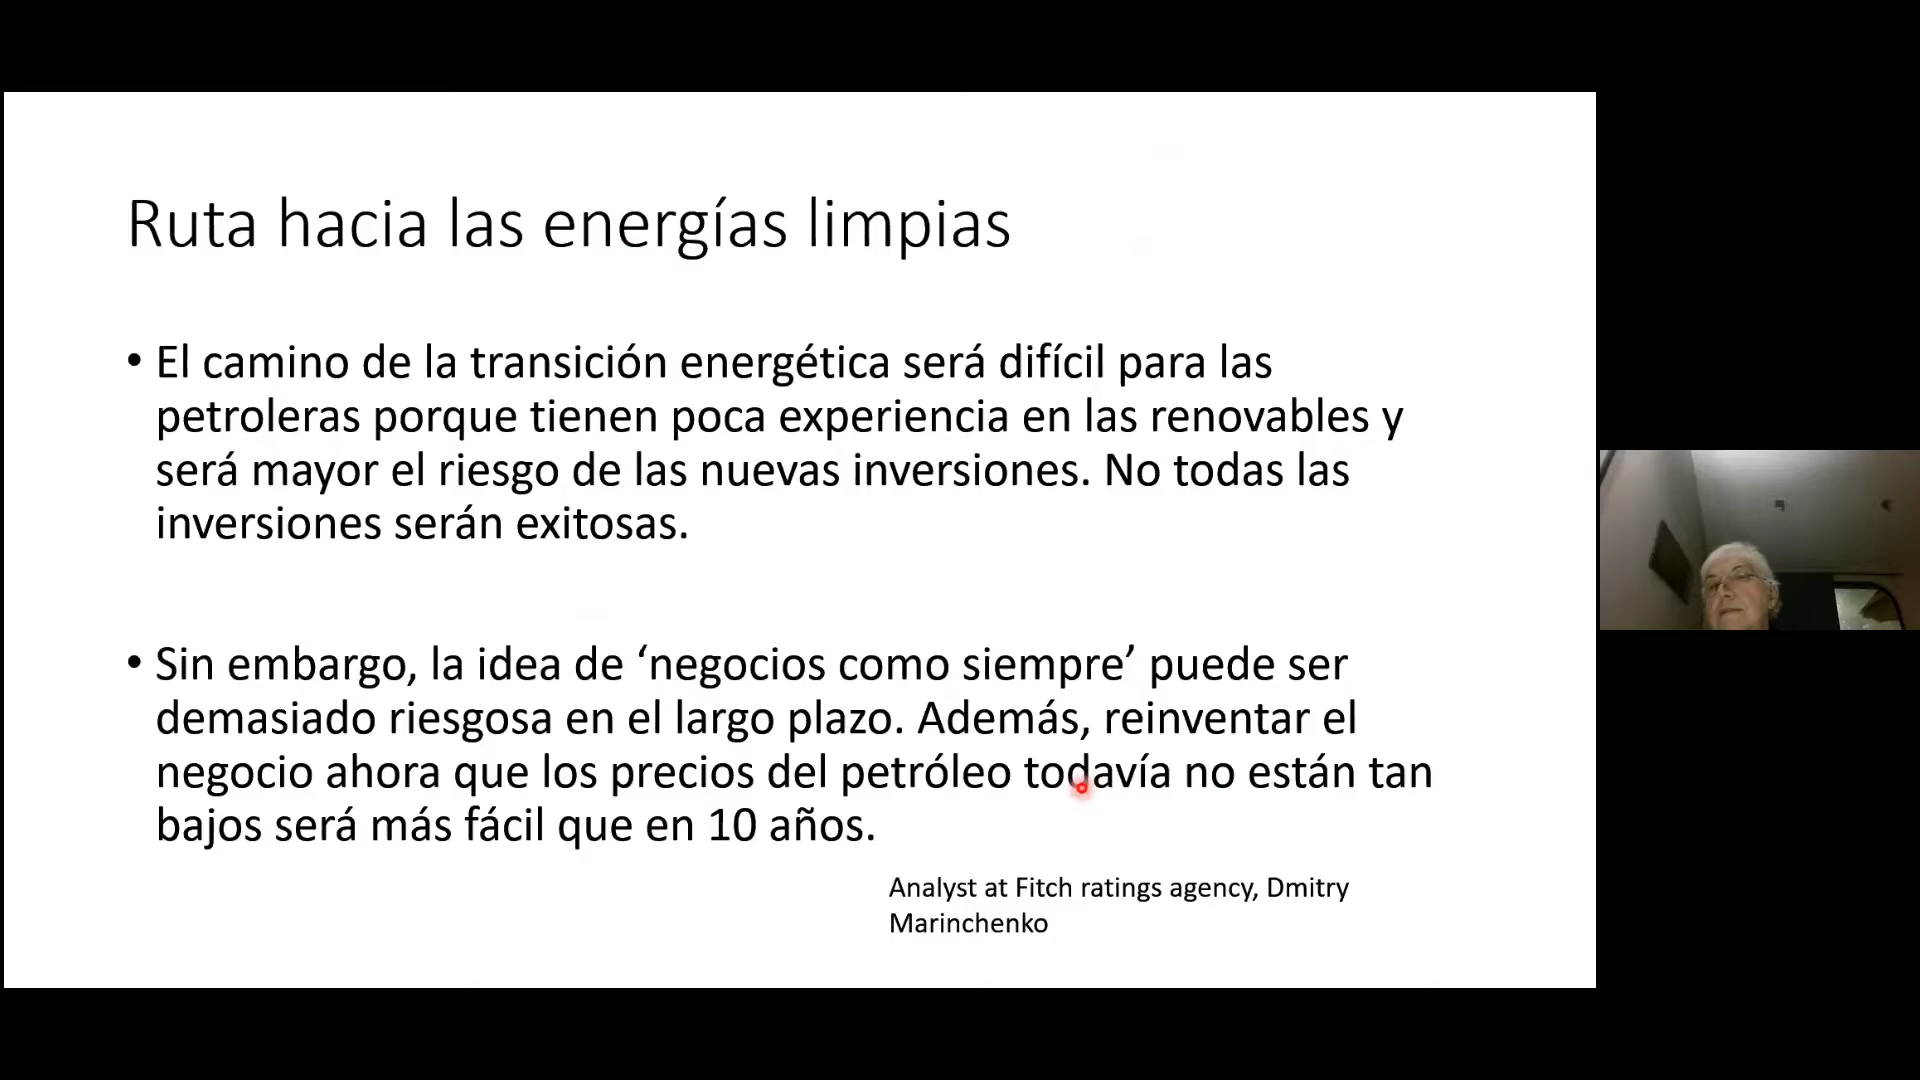 Ruta hacia las energías limpias
• El camino de la transición energética será difícil para las
petroleras porque tienen poca experiencia en las renovables y
será mayor el riesgo de las nuevas inversiones. No todas las
inversiones serán exitosas.
• Sin embargo, la idea de ‘negocios como siempre’ puede ser
demasiado riesgosa en el largo plazo. Además, reinventar el
negocio ahora que los precios del petróleo todavía no están tan
bajos será más fácil que en 10 años.
Analyst at Fitch ratings agency, Dmitry
Marinchenko